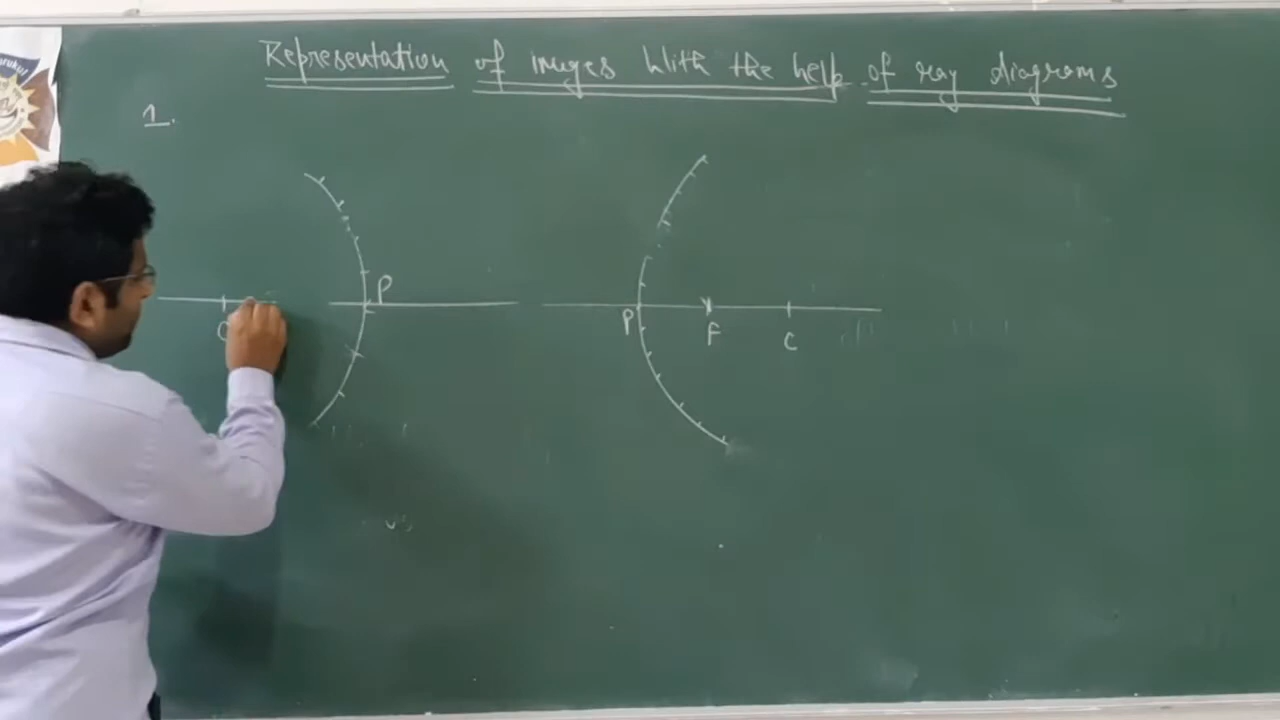 Representation of images With the help of ray diagrams
1.
P
C
P
F
C